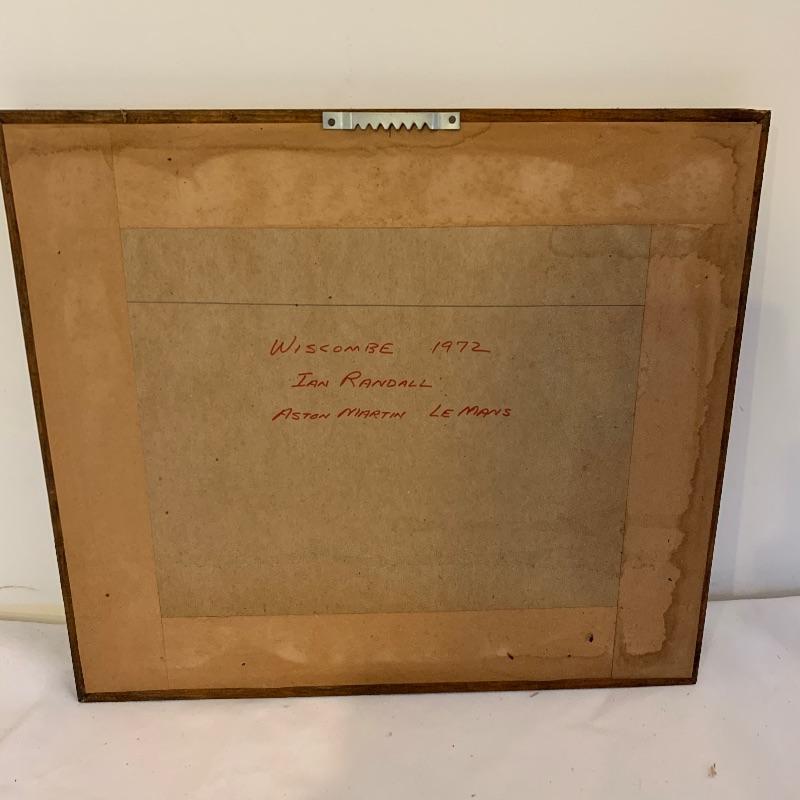 WISCOMBE 1972
IAN RANDALL
ASTON MARTIN LE MANS